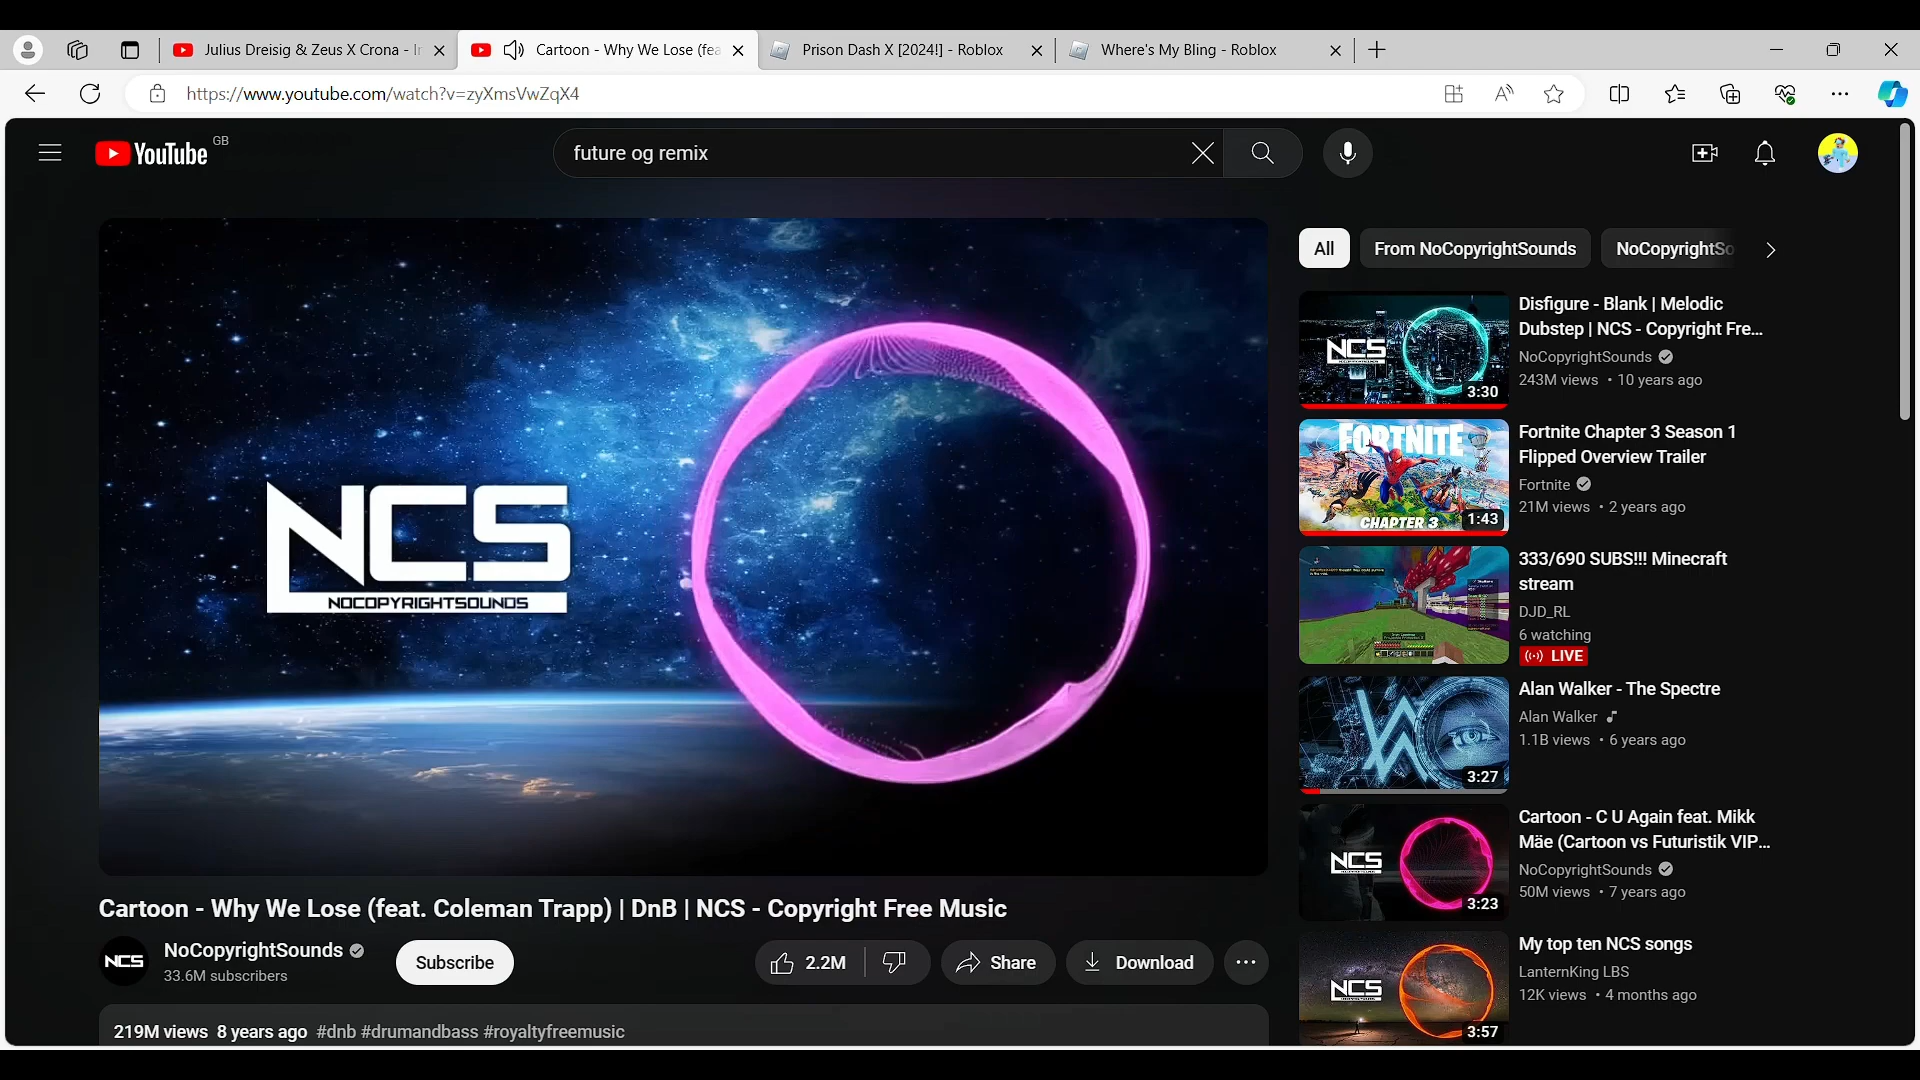 Julius Dreisig & Zeus X Crona - I
Cartoon - Why We Lose (fea
Prison Dash X [2024!] - Roblox
Where's My Bling - Roblox
https://www.youtube.com/watch?v=zyXmsVwZqX4
YouTube GB
future og remix
All
From NoCopyrightSounds
NoCopyrightSo
NCS
NOCOPYRIGHTSOUNDS
NCS
3:30
Disfigure - Blank | Melodic
Dubstep | NCS - Copyright Fre...
NoCopyrightSounds
243M views • 10 years ago
FORTNITE
CHAPTER 3
1:43
Fortnite Chapter 3 Season 1
Flipped Overview Trailer
Fortnite
21M views • 2 years ago
333/690 SUBS!!! Minecraft
stream
DJD_RL
6 watching
LIVE
3:27
Alan Walker - The Spectre
Alan Walker
1.1B views • 6 years ago
NCS
3:23
Cartoon - C U Again feat. Mikk
Mäe (Cartoon vs Futuristik VIP...
NoCopyrightSounds
50M views • 7 years ago
NCS
3:57
My top ten NCS songs
LanternKing LBS
12K views • 4 months ago
Cartoon - Why We Lose (feat. Coleman Trapp) | DnB | NCS - Copyright Free Music
NCS
NoCopyrightSounds
33.6M subscribers
Subscribe
2.2M
Share
Download
219M views 8 years ago #dnb #drumandbass #royaltyfreemusic